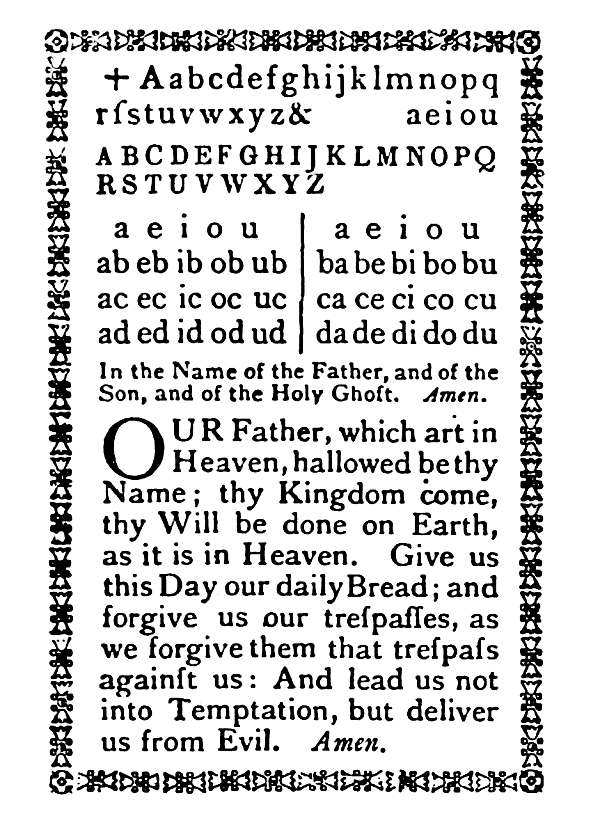 + Aabcdefghijklmnopq
rſstuvwxyz& aeiou
ABCDEFGHIJKLMNOPQ
RSTUVWXYZ
a e i o u | a e i o u
ab eb ib ob ub | ba be bi bo bu
ac ec ic oc uc | ca ce ci co cu
ad ed id od ud | da de di do du
In the Name of the Father, and of the
Son, and of the Holy Ghoſt. Amen.
OUR Father, which art in
Heaven, hallowed be thy
Name; thy Kingdom come,
thy Will be done on Earth,
as it is in Heaven. Give us
this Day our daily Bread; and
forgive us our treſpaſſes, as
we forgive them that treſpaſs
againſt us: And lead us not
into Temptation, but deliver
us from Evil. Amen.